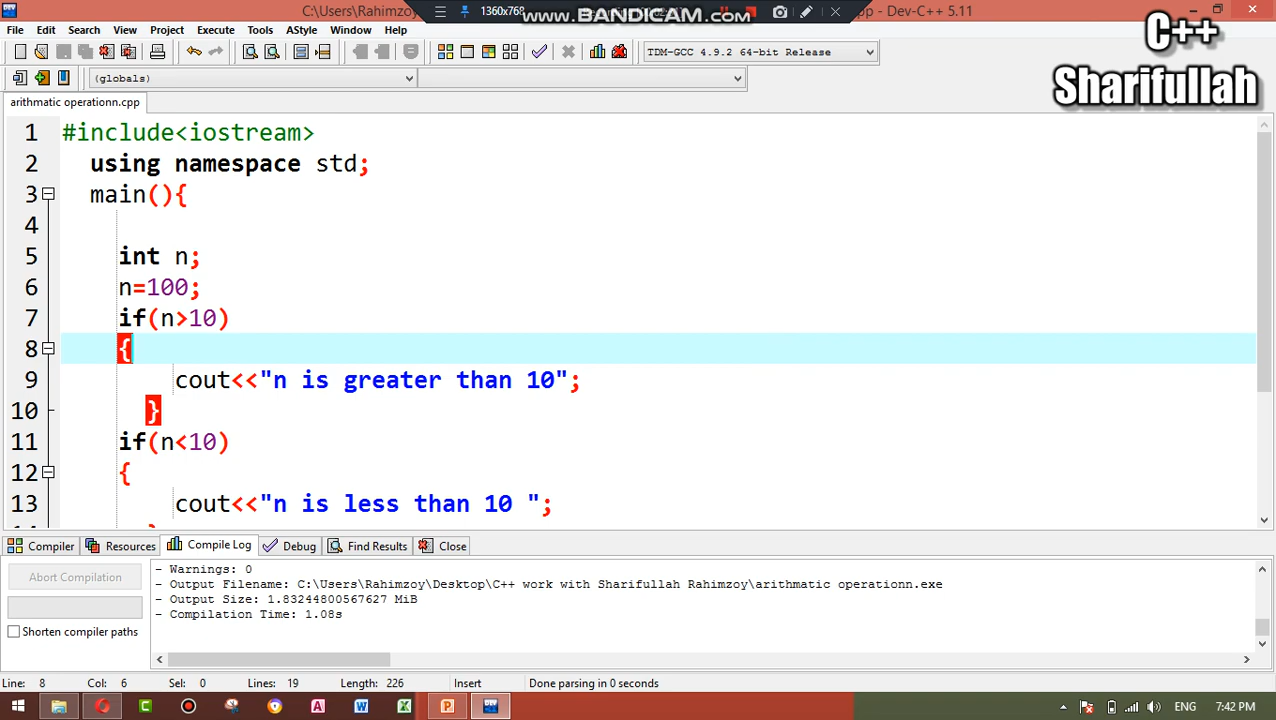 C:\Users\Rahimzoy
1360x768
www.BANDICAM.com
pp - Dev-C++ 5.11
C++
Sharifullah
File Edit Search View Project Execute Tools AStyle Window Help
TDM-GCC 4.9.2 64-bit Release
(globals)
arithmatic operationn.cpp
1 #include<iostream>
2 using namespace std;
3 main(){
4
5 int n;
6 n=100;
7 if(n>10)
8 {
9 cout<<"n is greater than 10";
10 }
11 if(n<10)
12 {
13 cout<<"n is less than 10 ";
Compiler Resources Compile Log Debug Find Results Close
Abort Compilation
Shorten compiler paths
- Warnings: 0
- Output Filename: C:\Users\Rahimzoy\Desktop\C++ work with Sharifullah Rahimzoy\arithmatic operationn.exe
- Output Size: 1.83244800567627 MiB
- Compilation Time: 1.08s
Line: 8 Col: 6 Sel: 0 Lines: 19 Length: 226 Insert Done parsing in 0 seconds
ENG 7:42 PM